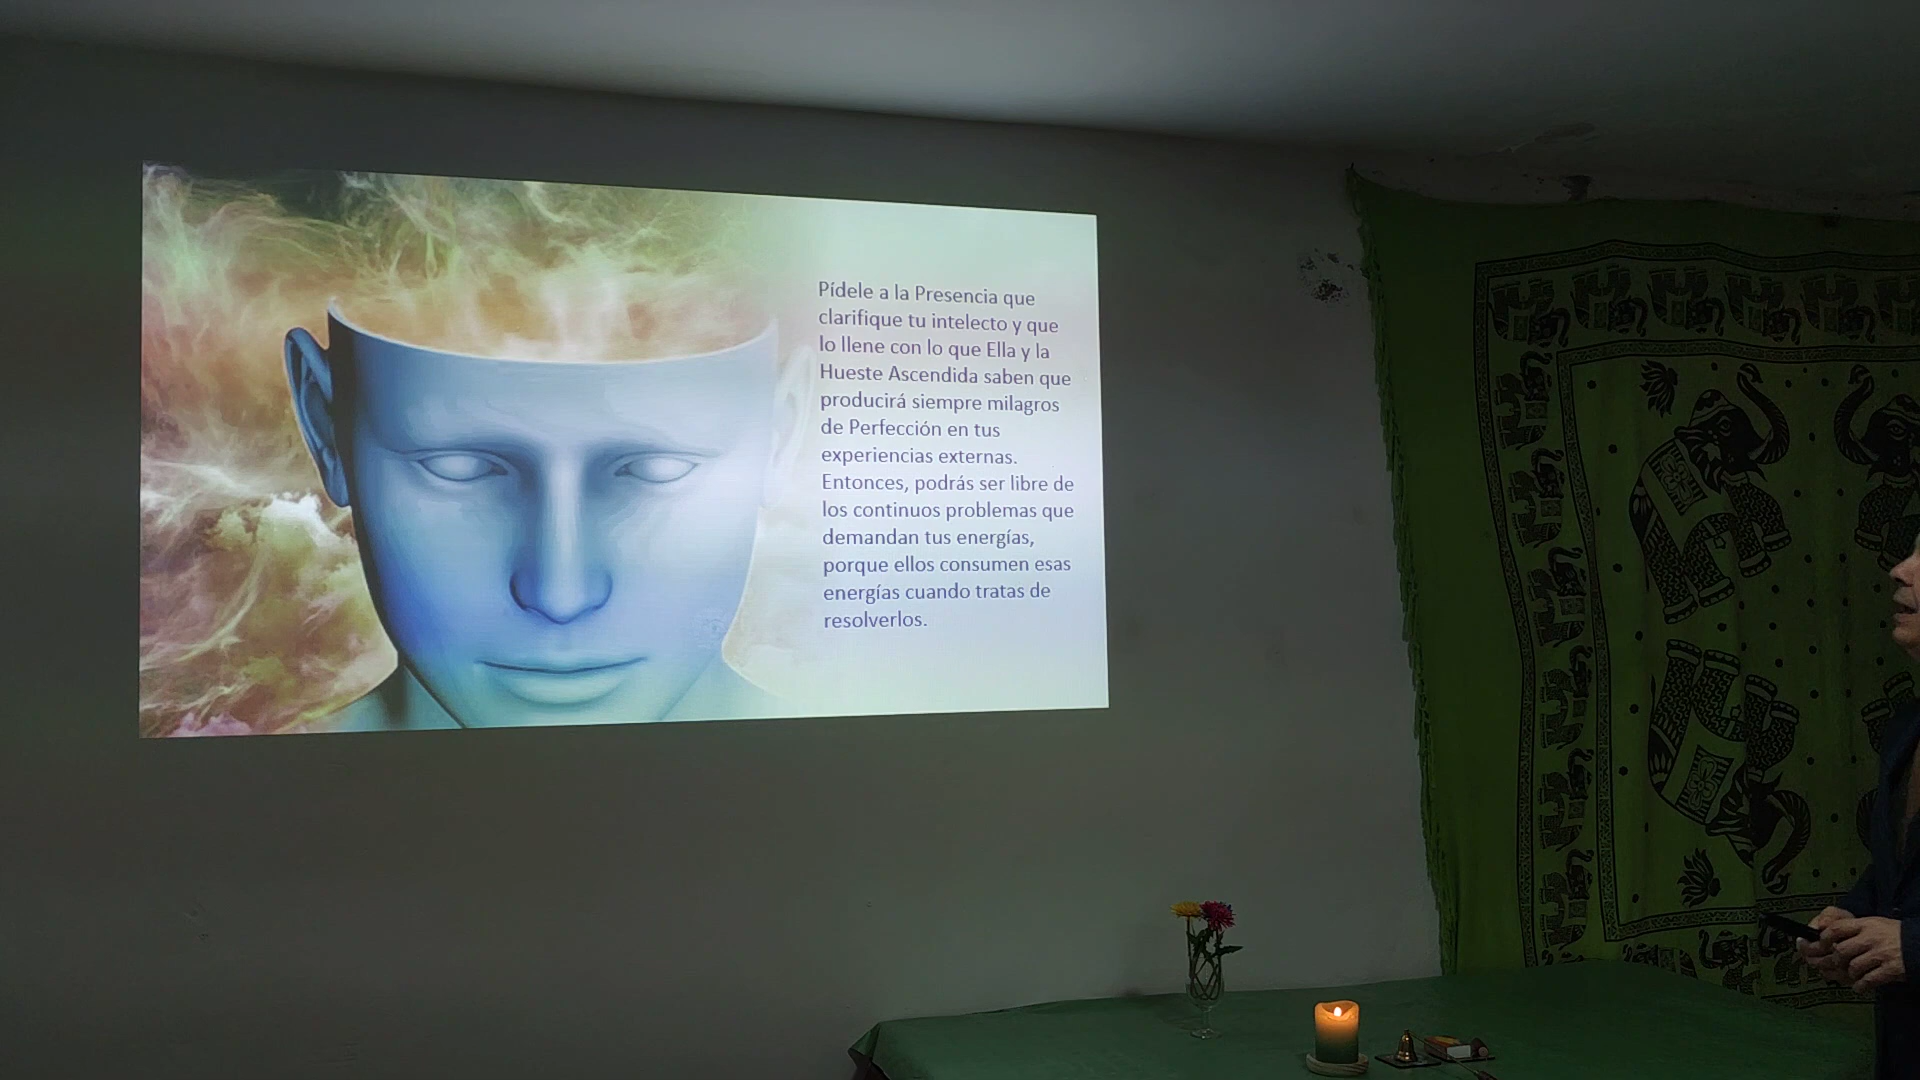 Pídele a la Presencia que
clarifique tu intelecto y que
lo llene con lo que Ella y la
Hueste Ascendida saben que
producirá siempre milagros
de Perfección en tus
experiencias externas.
Entonces, podrás ser libre de
los continuos problemas que
demandan tus energías,
porque ellos consumen esas
energías cuando tratas de
resolverlos.